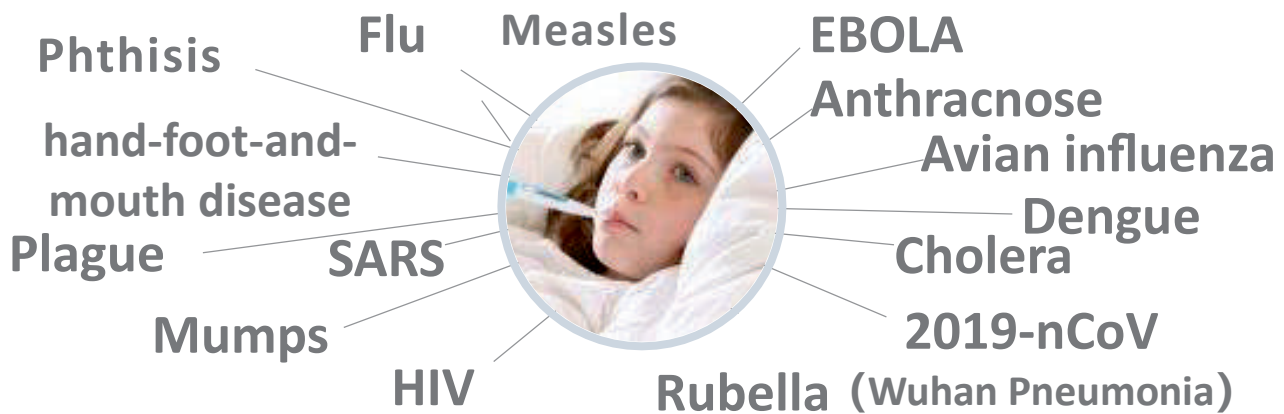 Flu
Measles
EBOLA
Phthisis
Anthracnose
hand-foot-and-
mouth disease
Avian influenza
Dengue
Plague
SARS
Cholera
Mumps
2019-nCoV
(Wuhan Pneumonia)
HIV
Rubella